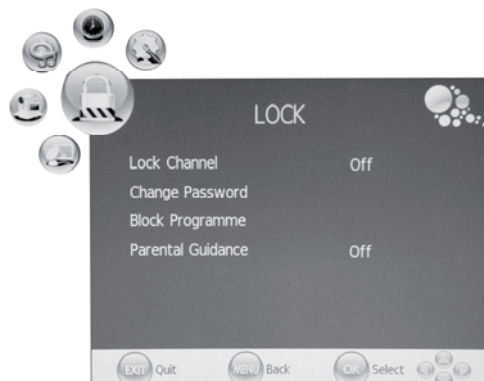 LOCK
Lock Channel Off
Change Password
Block Programme
Parental Guidance Off
EXIT Quit MENU Back OK Select